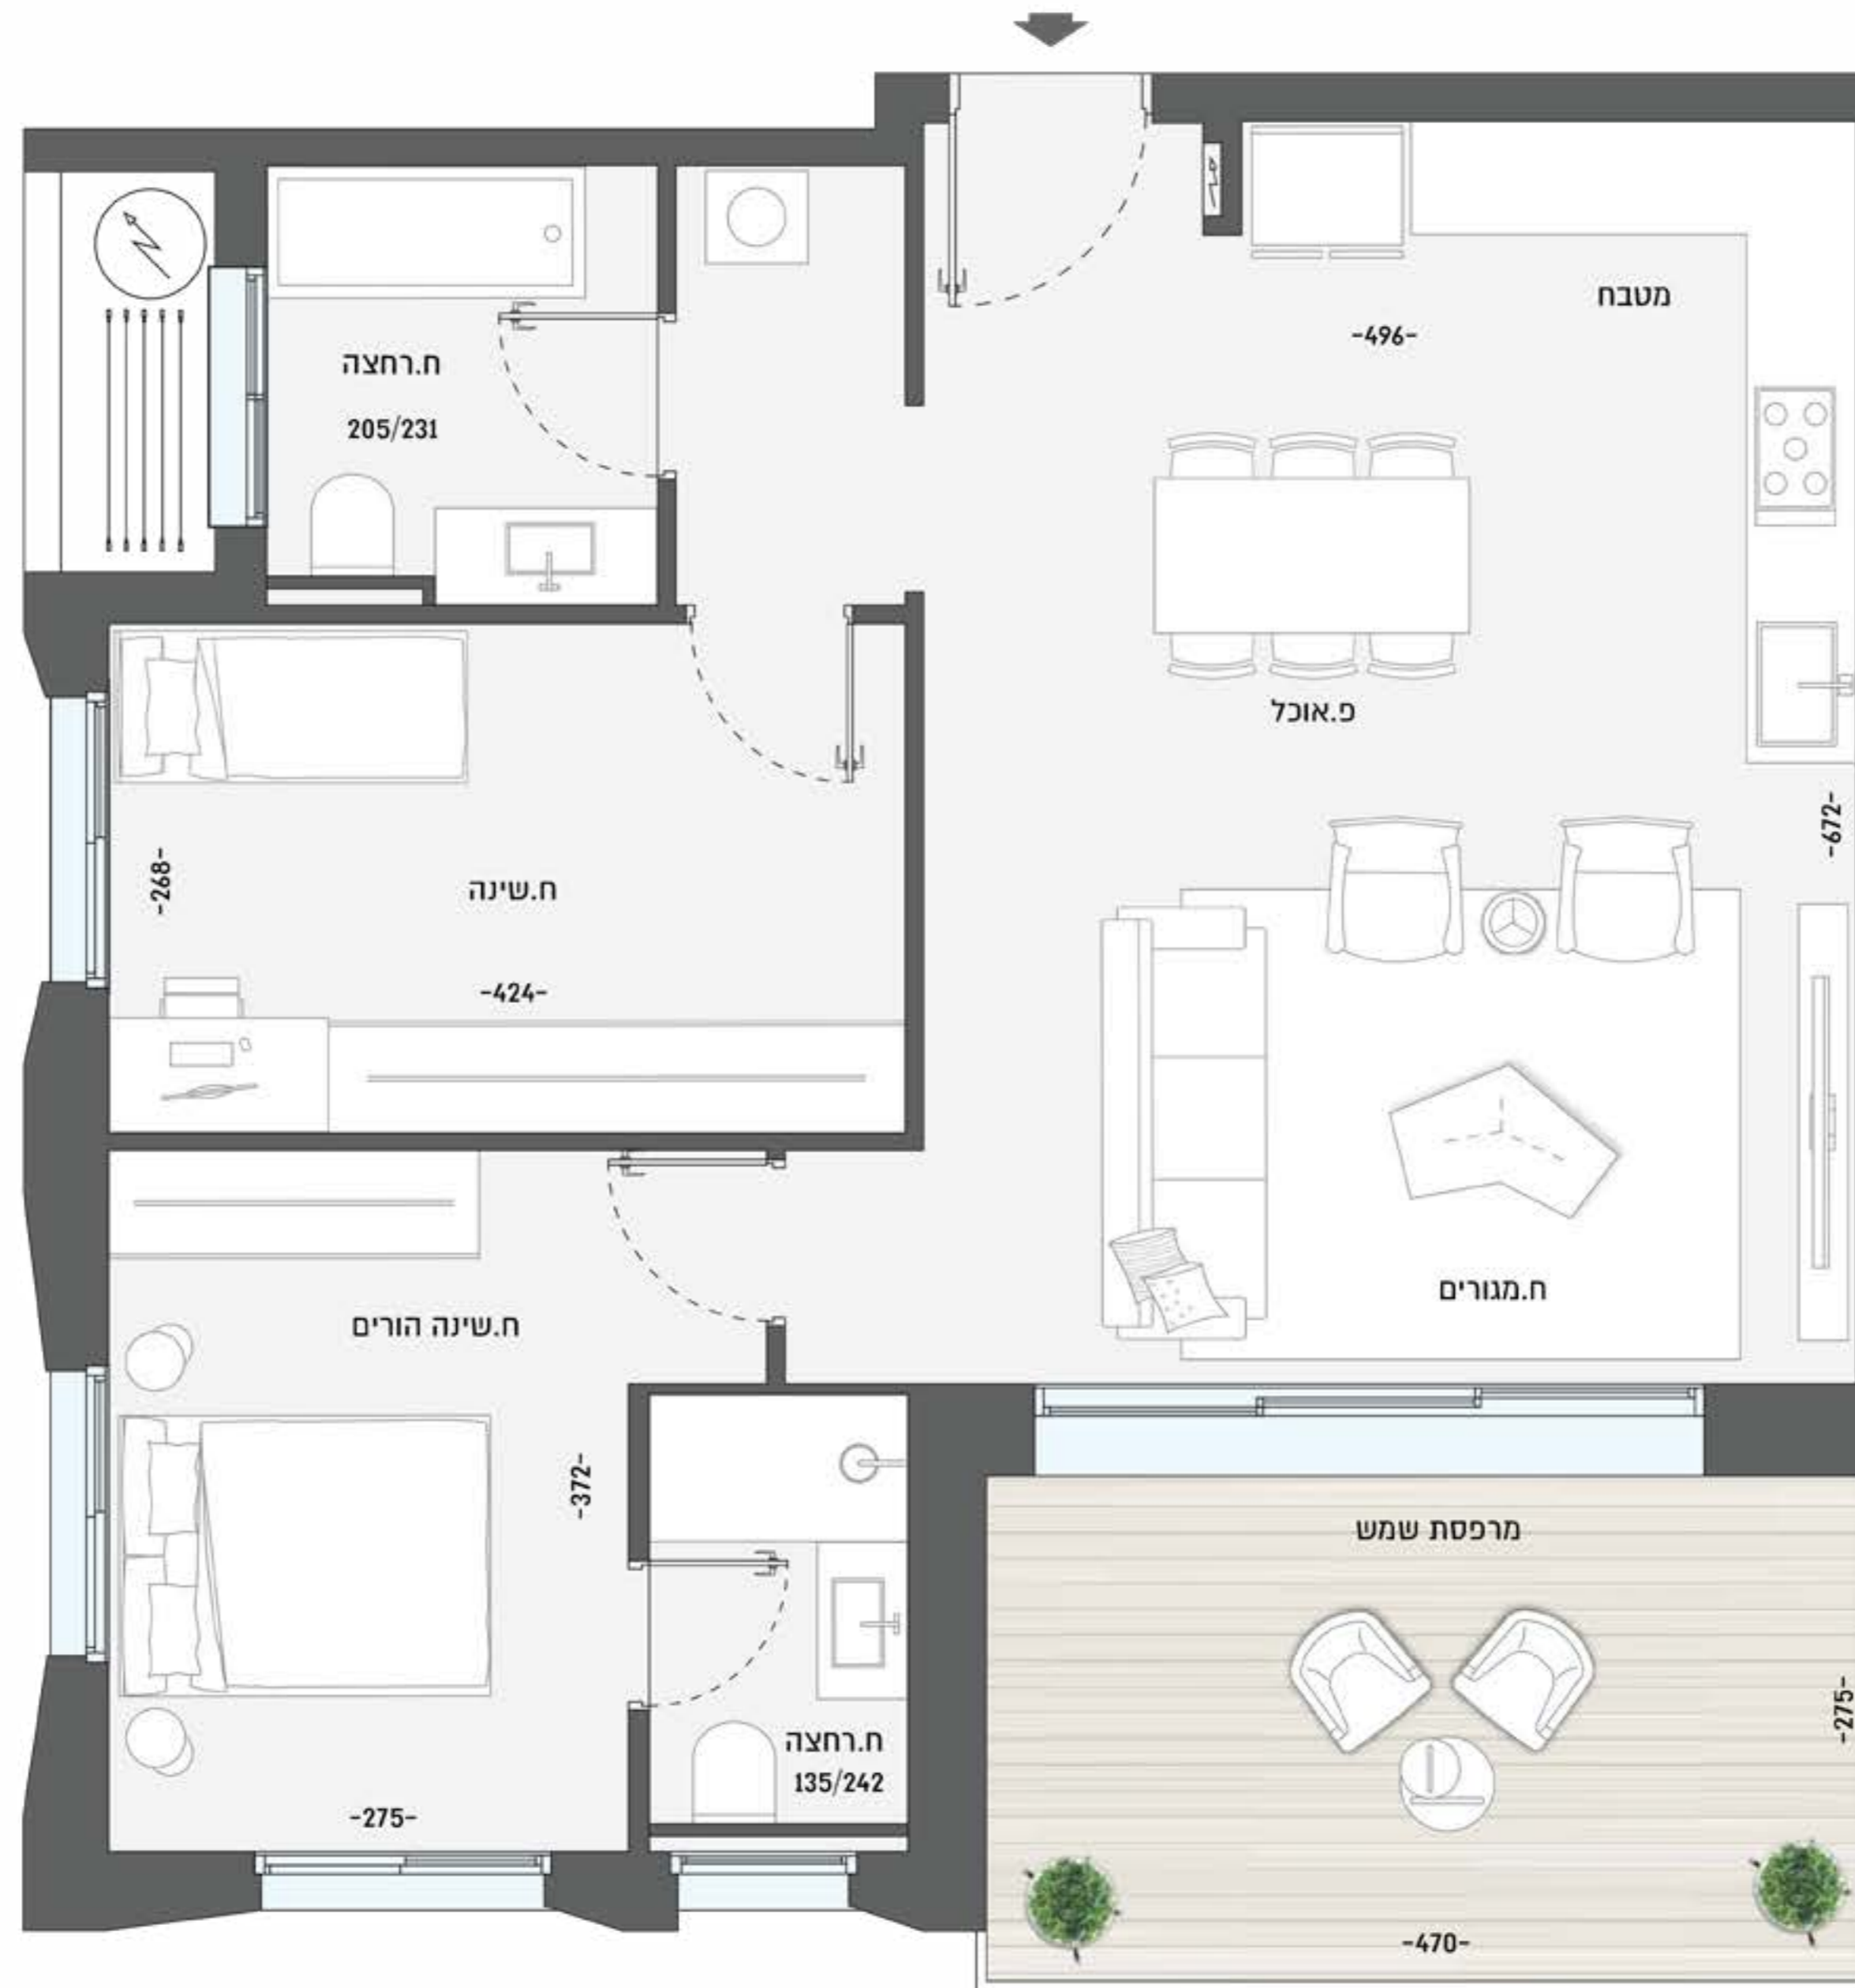 מטבח
-496-
ח.רחצה
205/231
פ.אוכל
-672-
ח.שינה
-268-
-424-
ח.מגורים
ח.שינה הורים
-372-
-275-
ח.רחצה
135/242
מרפסת שמש
-275-
-470-